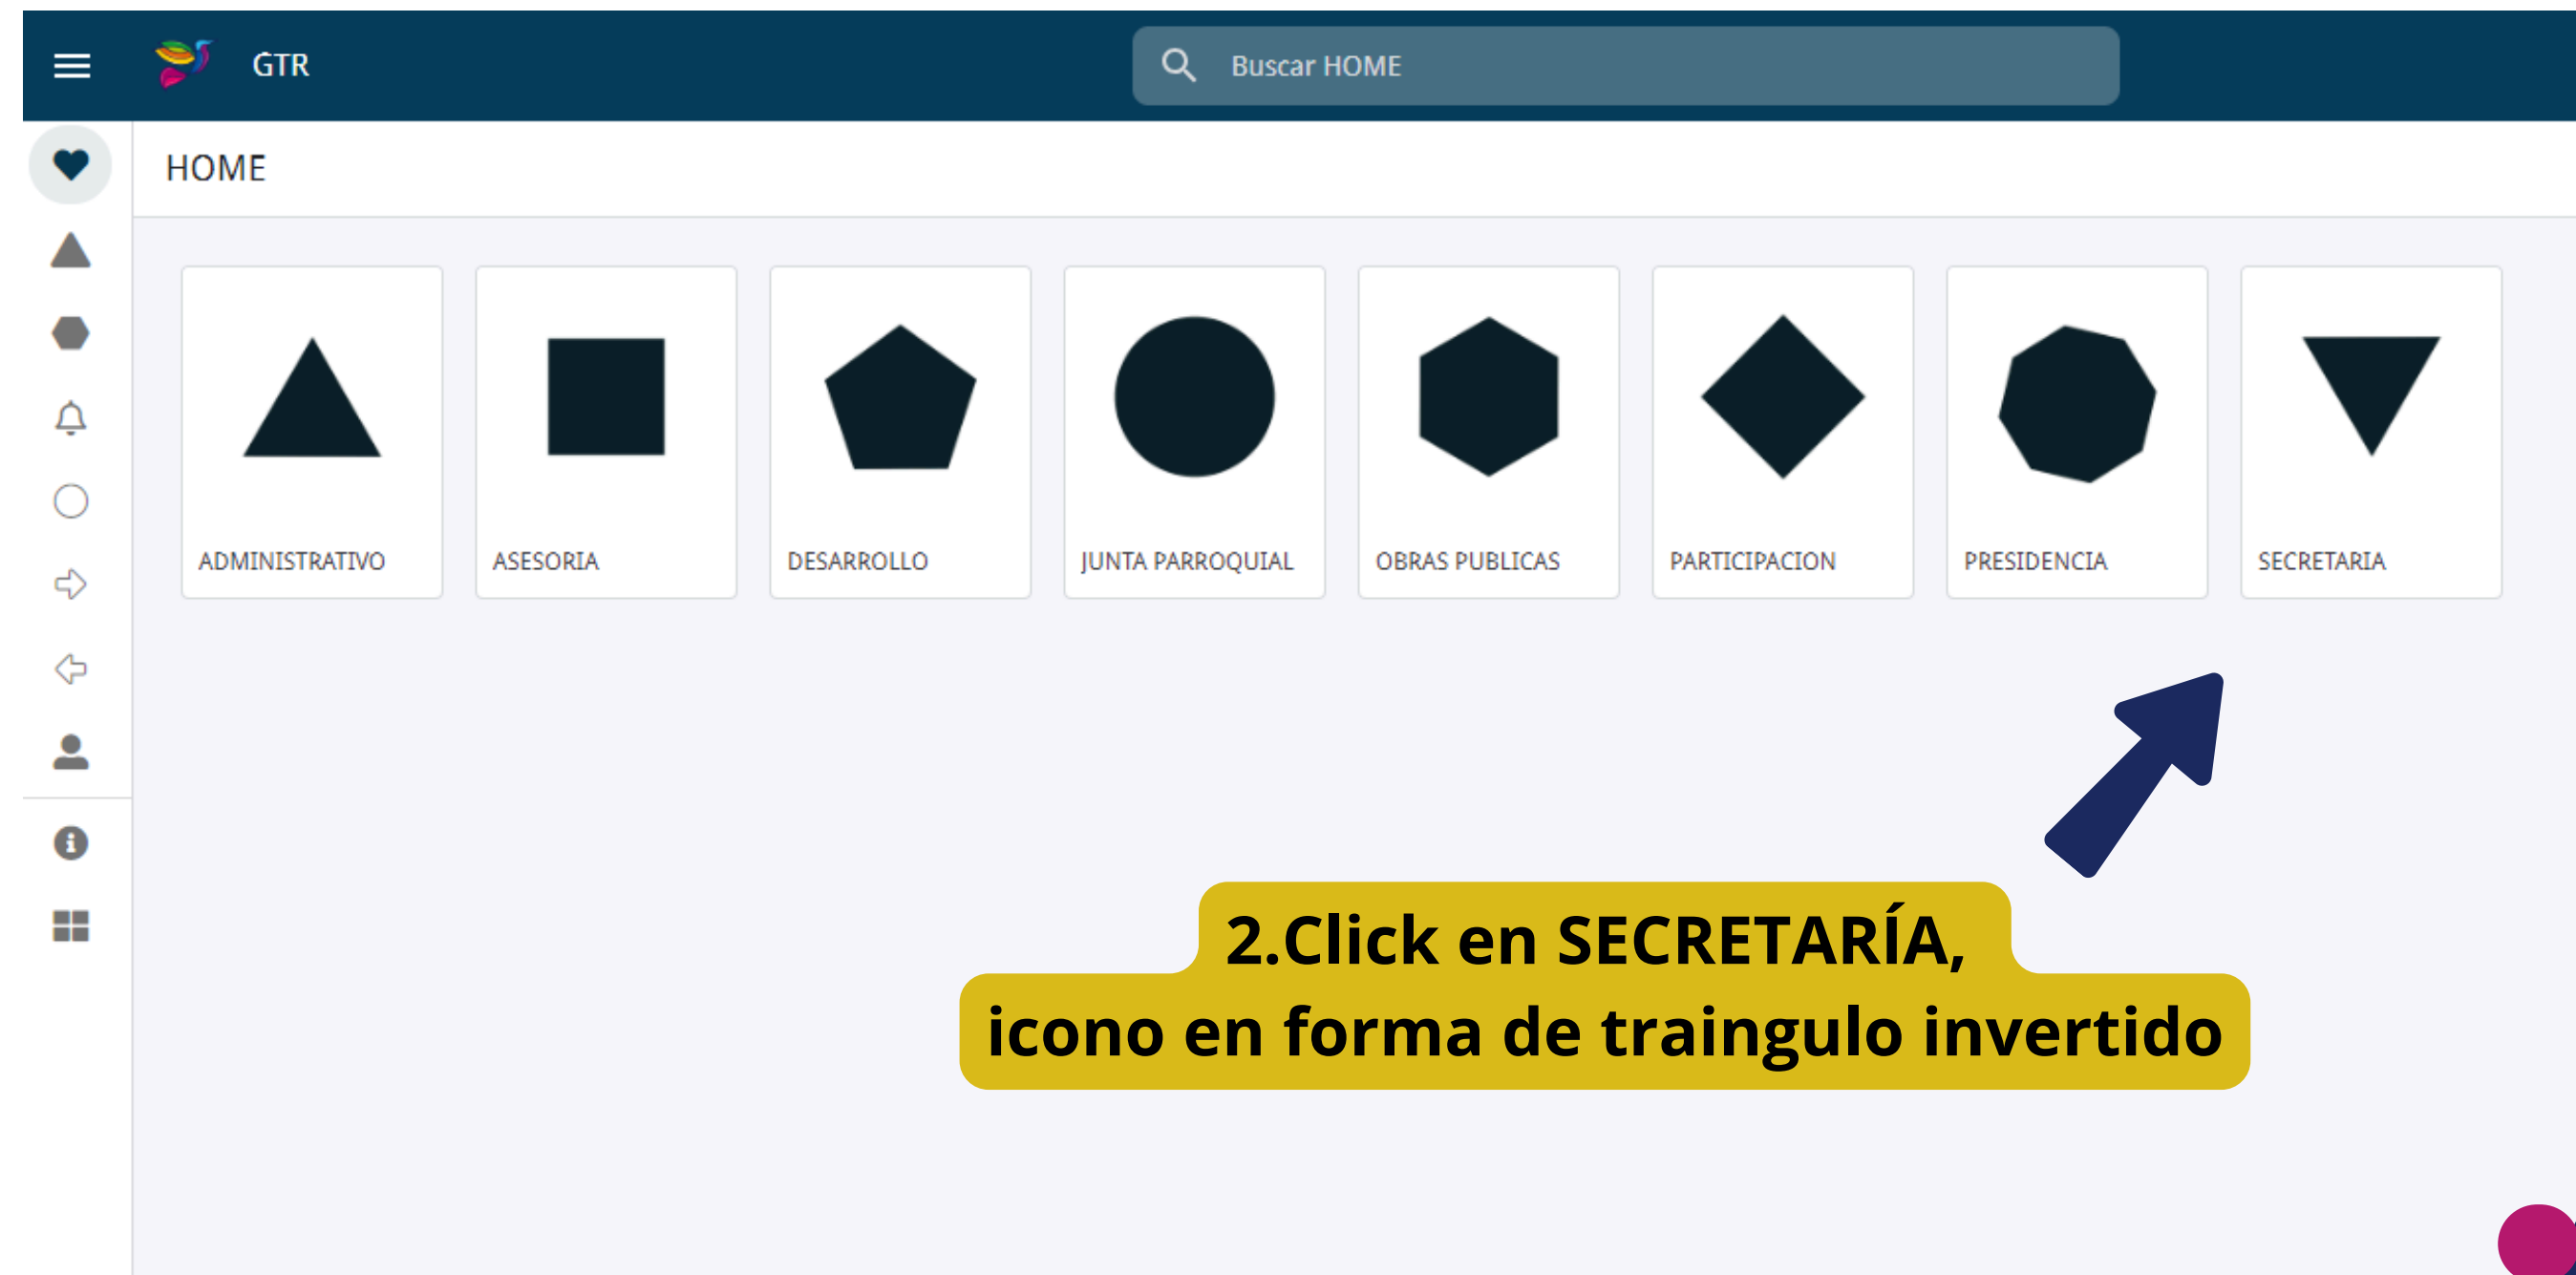 GTR
Buscar HOME
HOME
ADMINISTRATIVO
ASESORIA
DESARROLLO
JUNTA PARROQUIAL
OBRAS PUBLICAS
PARTICIPACION
PRESIDENCIA
SECRETARIA
2.Click en SECRETARÍA,
icono en forma de traingulo invertido